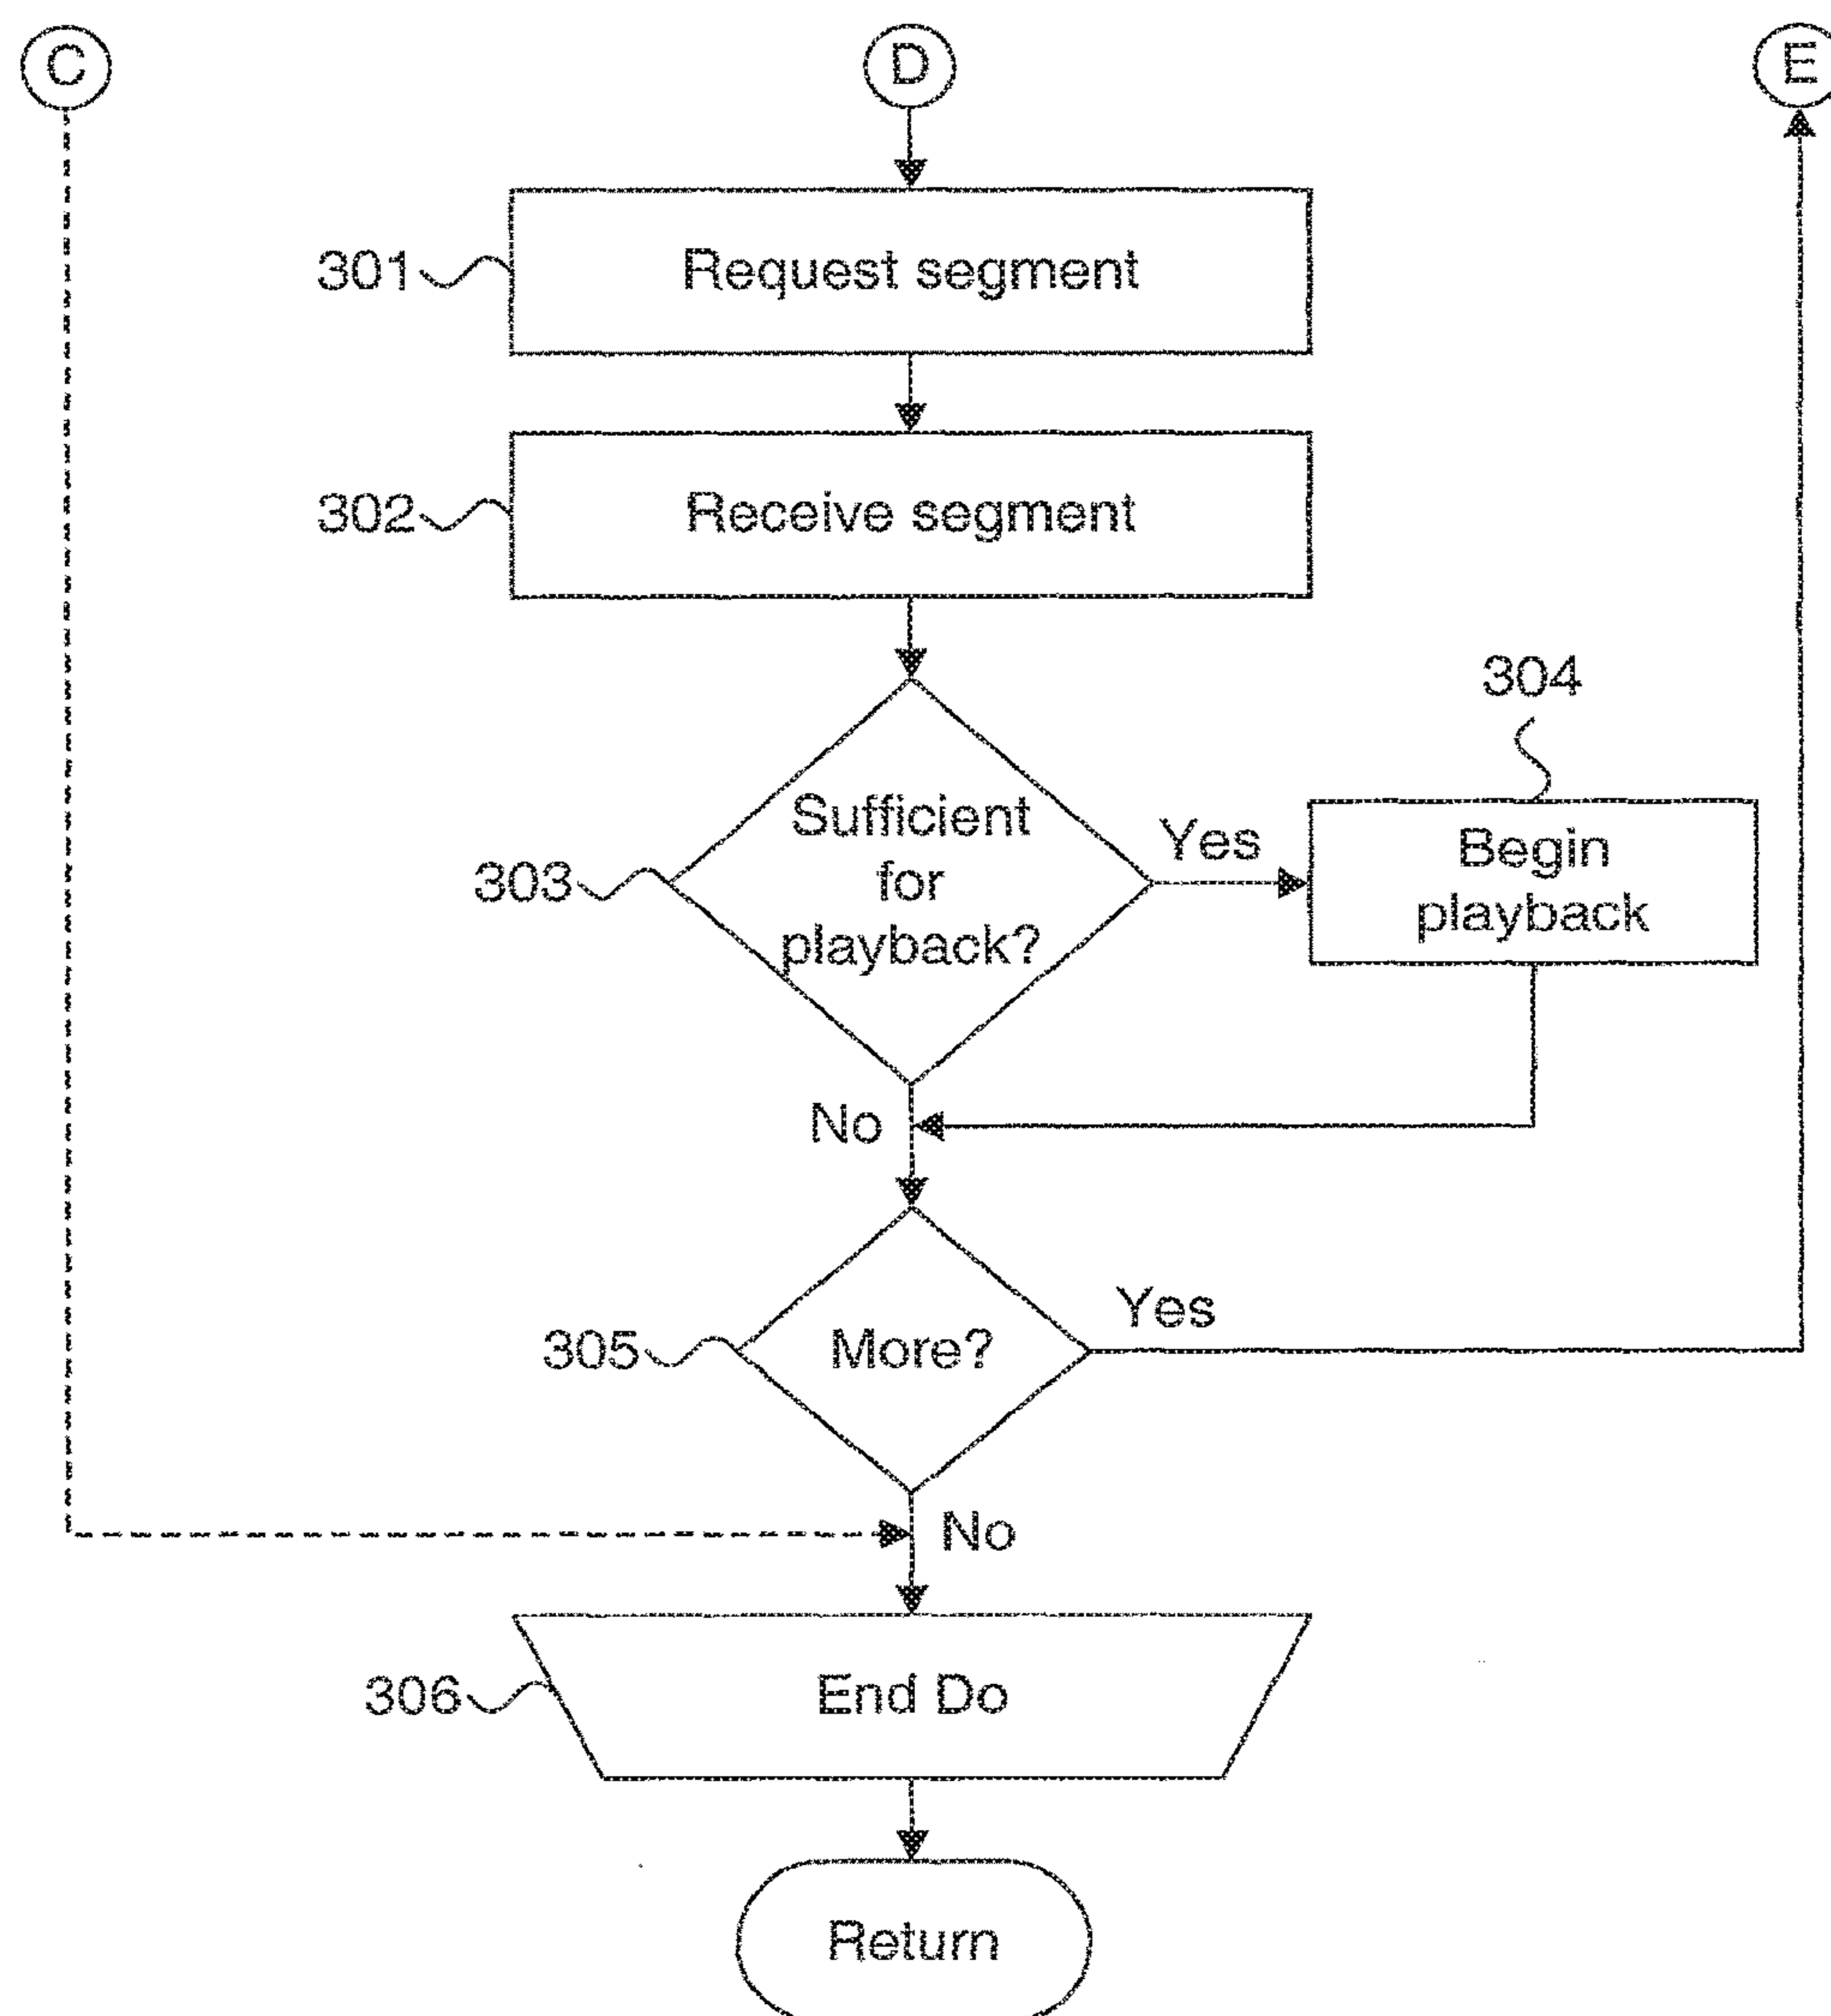 C
D
E
301
Request segment
302
Receive segment
304
Sufficient
for
playback?
303
Yes
Begin
playback
No
Yes
305
More?
No
306
End Do
Return